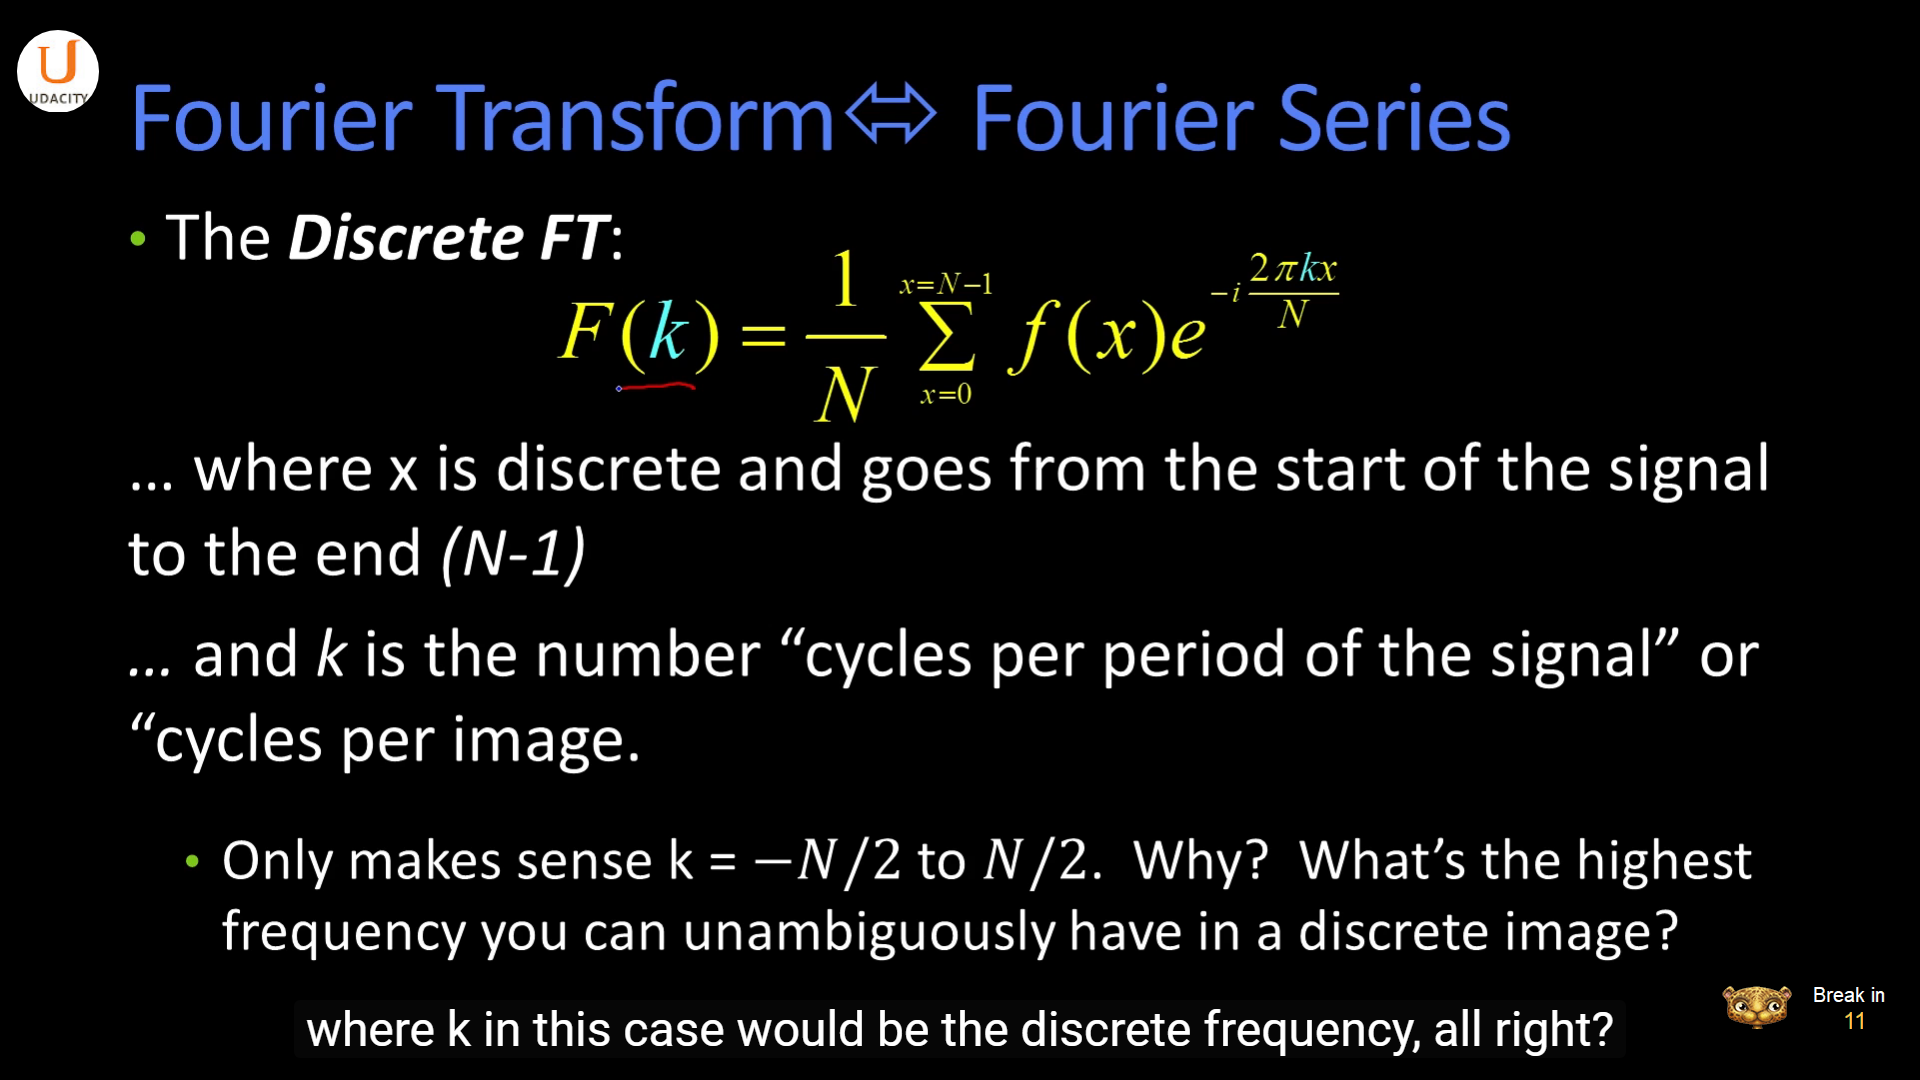 U
UDACITY
Fourier Transform⇔ Fourier Series
• The Discrete FT:
F(k) = \frac{1}{N} \sum_{x=0}^{x=N-1} f(x)e^{-i\frac{2πkx}{N}}
... where x is discrete and goes from the start of the signal
to the end (N-1)
... and k is the number “cycles per period of the signal” or
“cycles per image.
• Only makes sense k = −N/2 to N/2. Why? What’s the highest
frequency you can unambiguously have in a discrete image?
where k in this case would be the discrete frequency, all right?
Break in
11